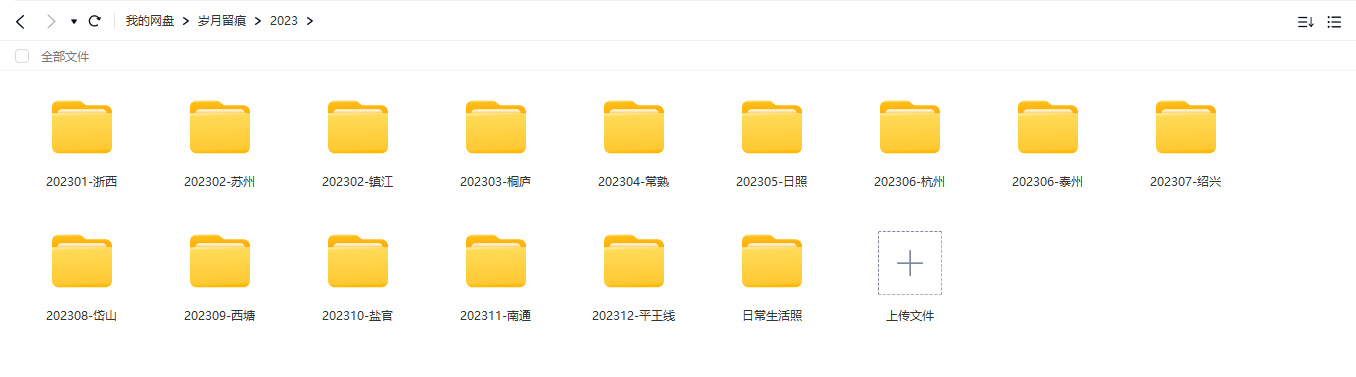 我的网盘 > 岁月留痕 > 2023 >
全部文件
202301-浙西 202302-苏州 202302-镇江 202303-桐庐 202304-常熟 202305-日照 202306-杭州 202306-泰州 202307-绍兴
202308-岱山 202309-西塘 202310-盐官 202311-南通 202312-平王线 日常生活照 上传文件